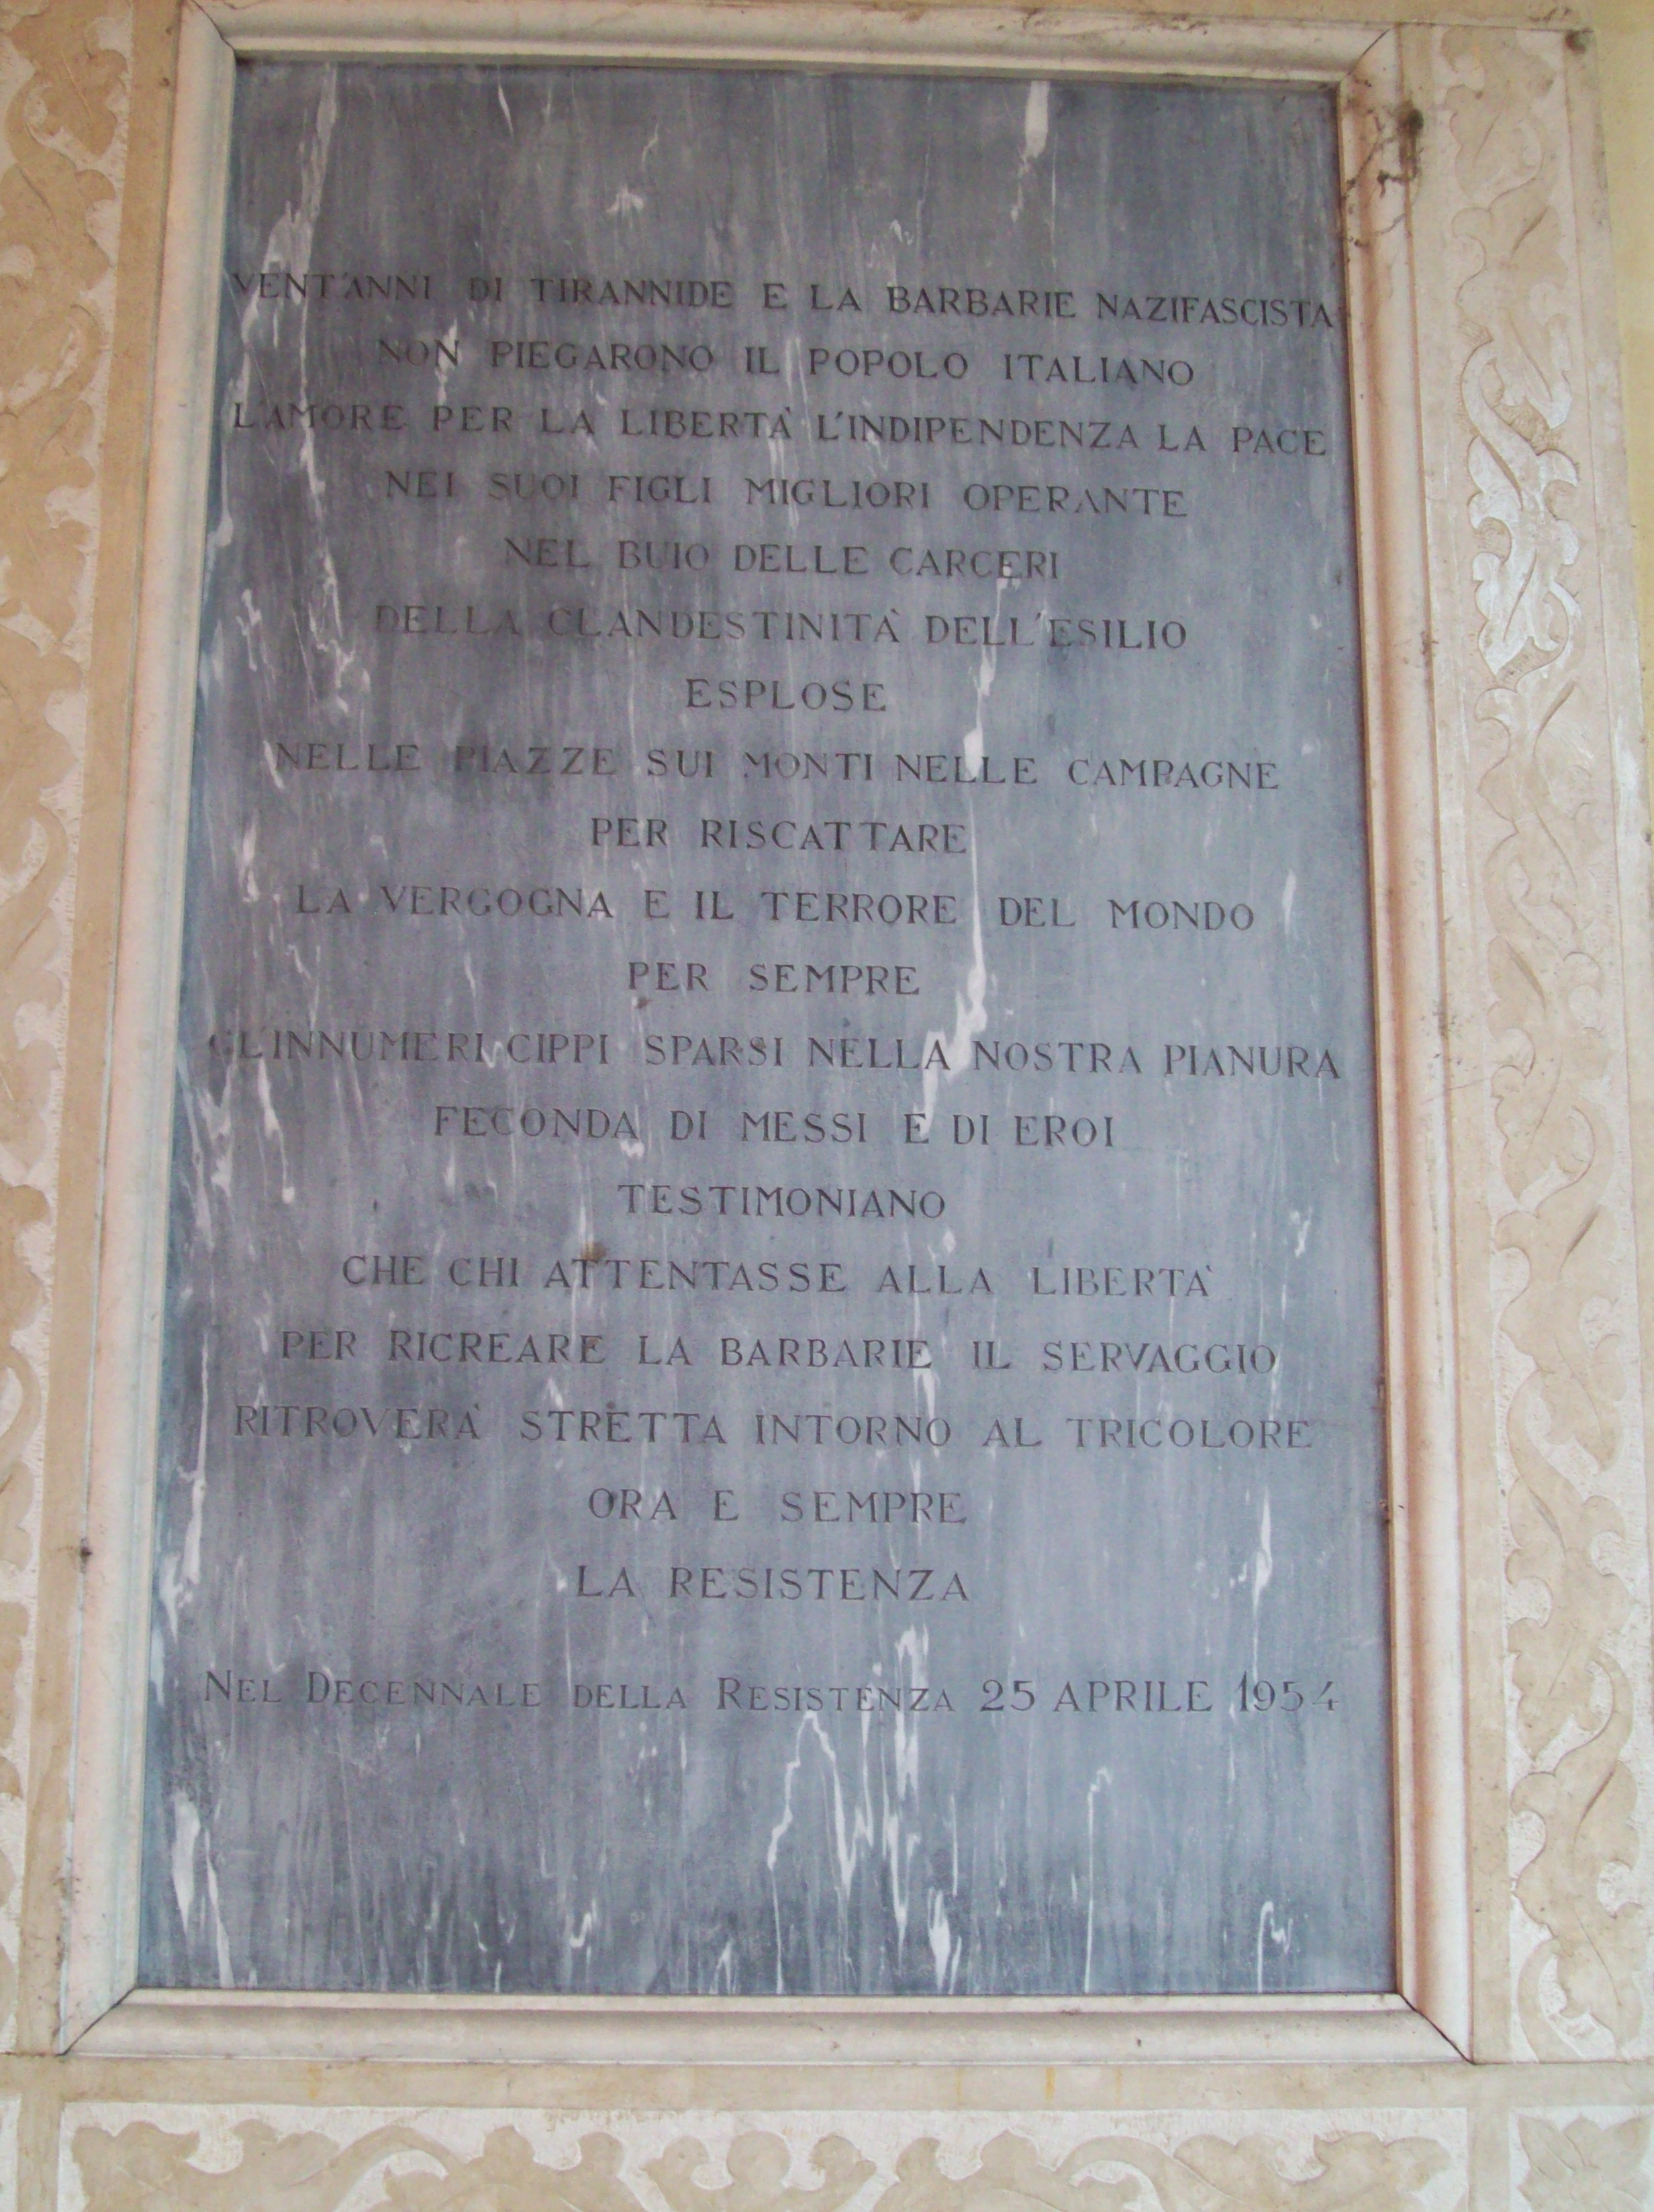 VENT'ANNI DI TIRANNIDE E LA BARBARIE NAZIFASCISTA
NON PIEGARONO IL POPOLO ITALIANO
L'AMORE PER LA LIBERTÀ L'INDIPENDENZA LA PACE
NEI SUOI FIGLI MIGLIORI OPERANTE
NEL BUIO DELLE CARCERI
DELLA CLANDESTINITÀ DELL'ESILIO
ESPLOSE
NELLE PIAZZE SUI MONTI NELLE CAMPAGNE
PER RISCATTARE
LA VERGOGNA E IL TERRORE DEL MONDO
PER SEMPRE
GL'INNUMERI CIPPI SPARSI NELLA NOSTRA PIANURA
FECONDA DI MESSI E DI EROI
TESTIMONIANO
CHE CHI ATTENTASSE ALLA LIBERTÀ
PER RICREARE LA BARBARIE IL SERVAGGIO
RITROVERÀ STRETTA INTORNO AL TRICOLORE
ORA E SEMPRE
LA RESISTENZA
NEL DECENNALE DELLA RESISTENZA 25 APRILE 1954